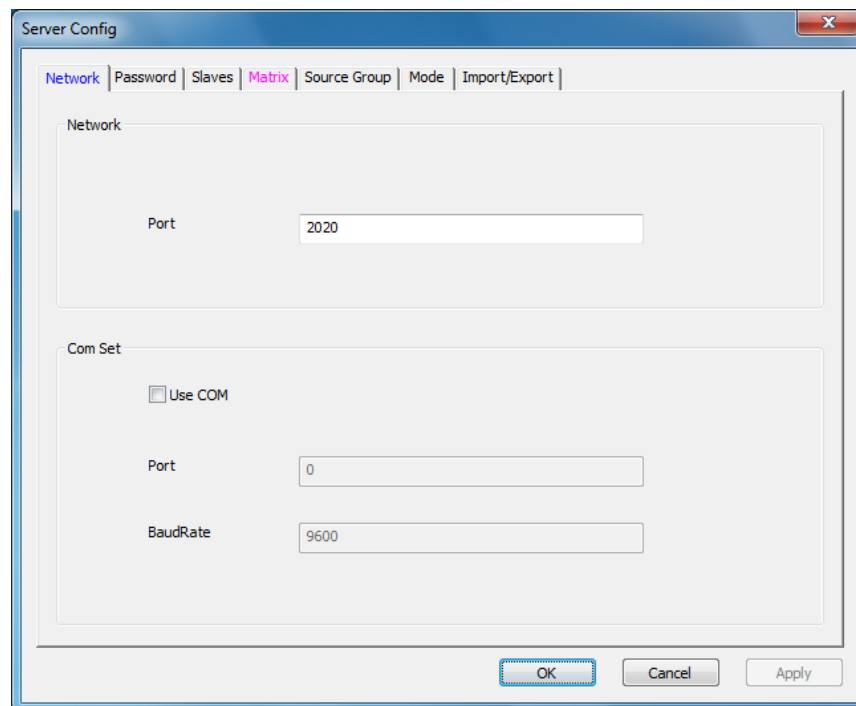 Server Config
Network Password Slaves Matrix Source Group Mode Import/Export
Network
Port 2020
Com Set
Use COM
Port 0
BaudRate 9600
OK Cancel Apply